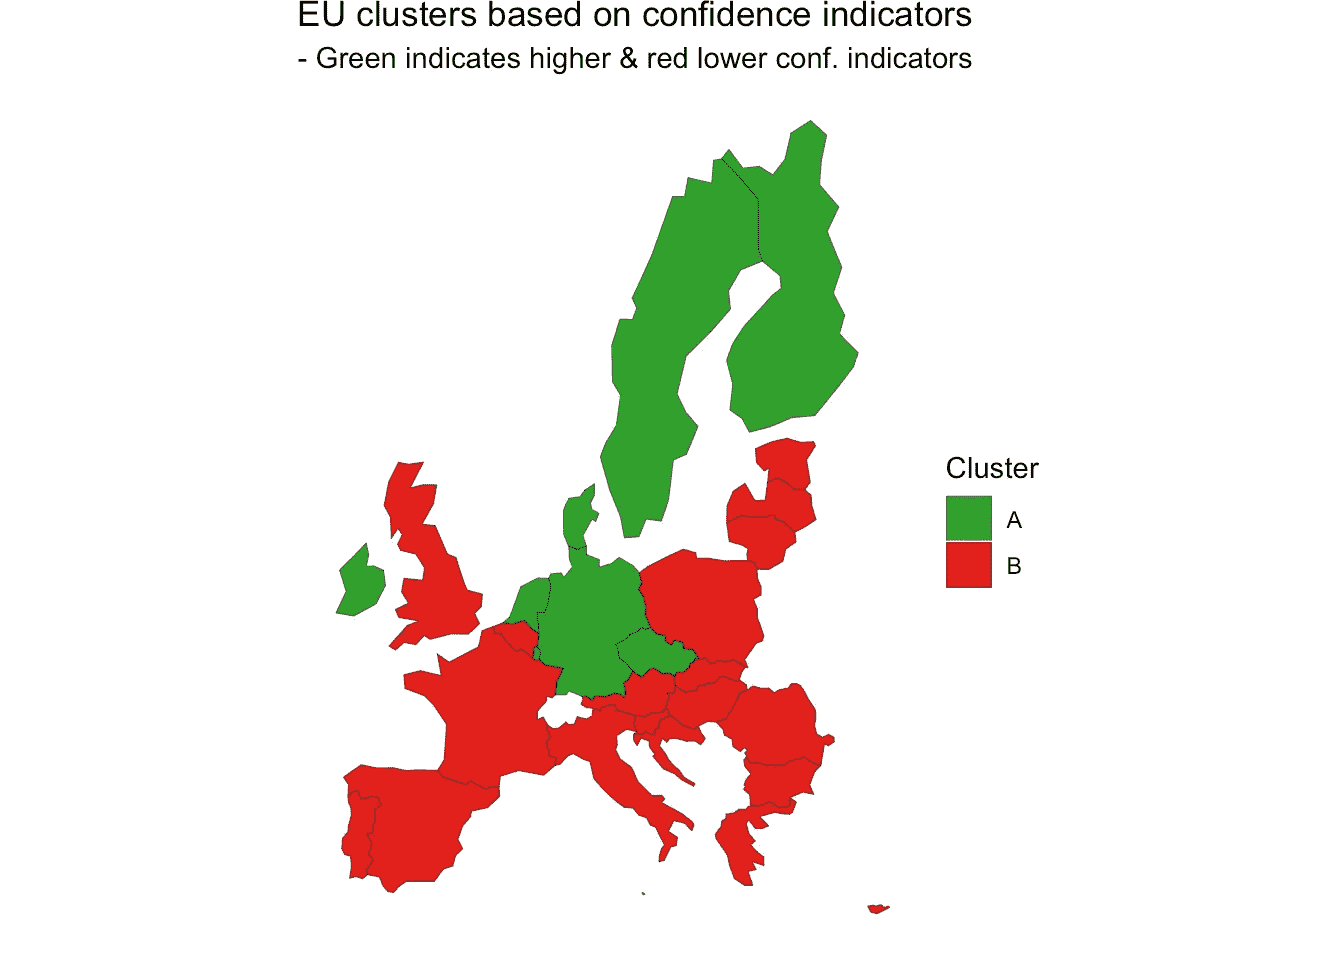 EU clusters based on confidence indicators
- Green indicates higher & red lower conf. indicators
Cluster
A
B